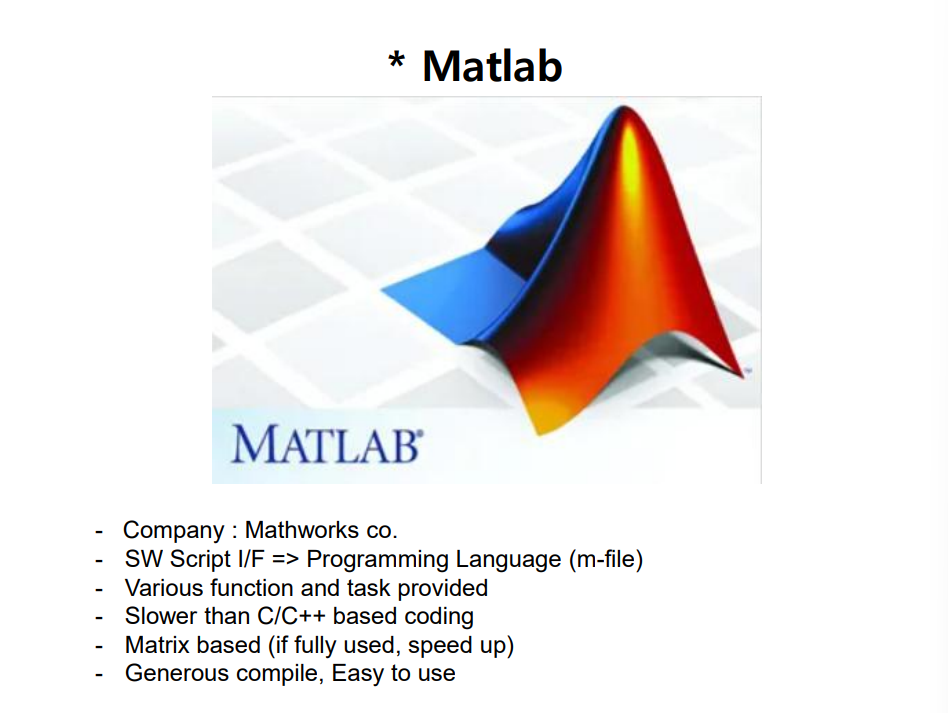 * Matlab
MATLAB®
- Company : Mathworks co.
- SW Script I/F => Programming Language (m-file)
- Various function and task provided
- Slower than C/C++ based coding
- Matrix based (if fully used, speed up)
- Generous compile, Easy to use